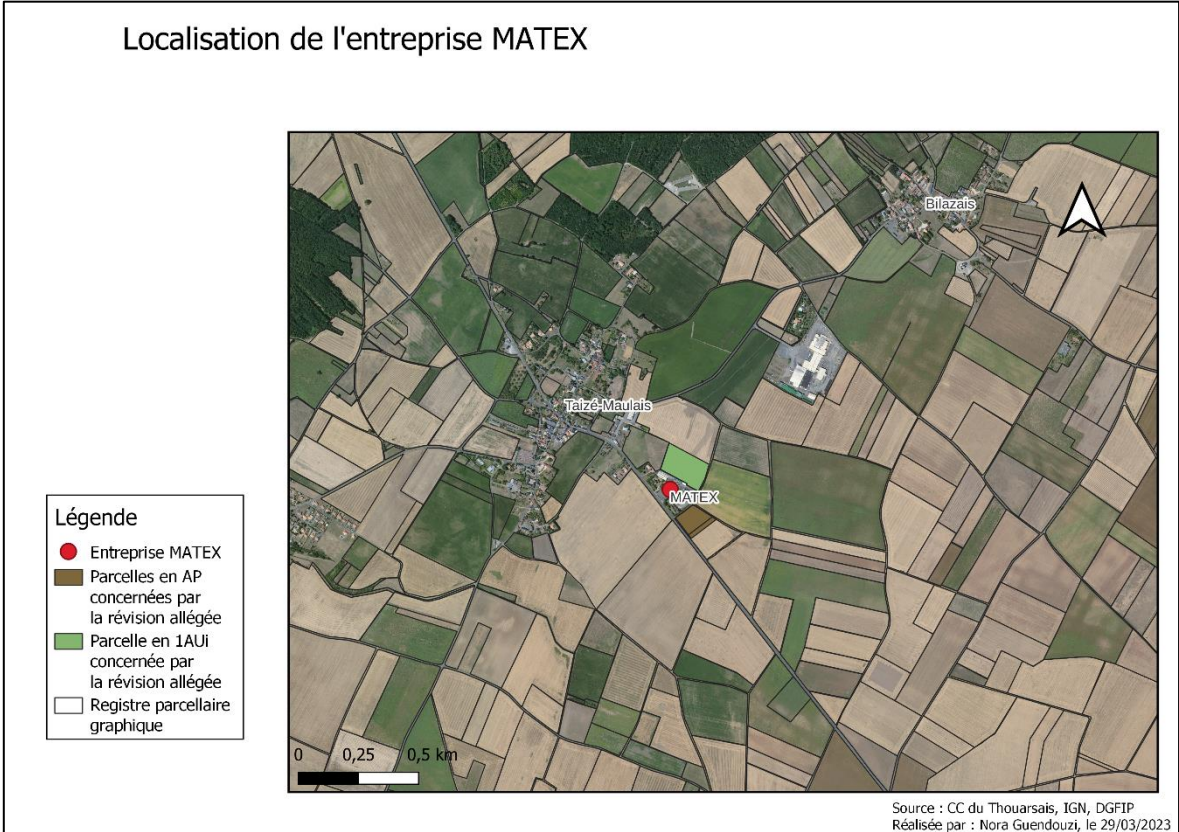 Localisation de l'entreprise MATEX
Bilazais
Taizé-Maulais
MATEX
Légende
Entreprise MATEX
Parcelles en AP
concernées par
la révision allégée
Parcelle en 1AUi
concernée par
la révision allégée
Registre parcellaire
graphique
0 0,25 0,5 km
Source : CC du Thouarsais, IGN, DGFIP
Réalisée par : Nora Guendouzi, le 29/03/2023